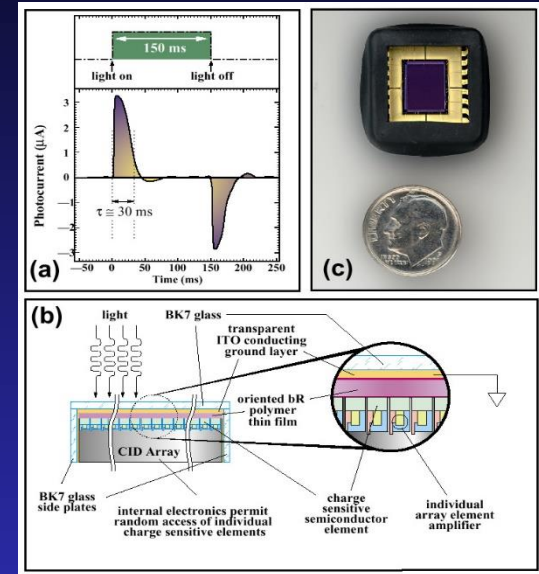 150 ms
light on
light off
Photocurrent (μA)
3
2
1
0
−1
−2
−3
τ ≅ 30 ms
−50 0 50 100 150 200 250
Time (ms)
(a)
(c)
LIBERTY
(b)
light
BK7 glass
transparent
ITO conducting
ground layer
oriented bR
polymer
thin film
CID Array
BK7 glass
side plates
internal electronics permit
random access of individual
charge sensitive elements
charge
sensitive
semiconductor
element
individual
array element
amplifier